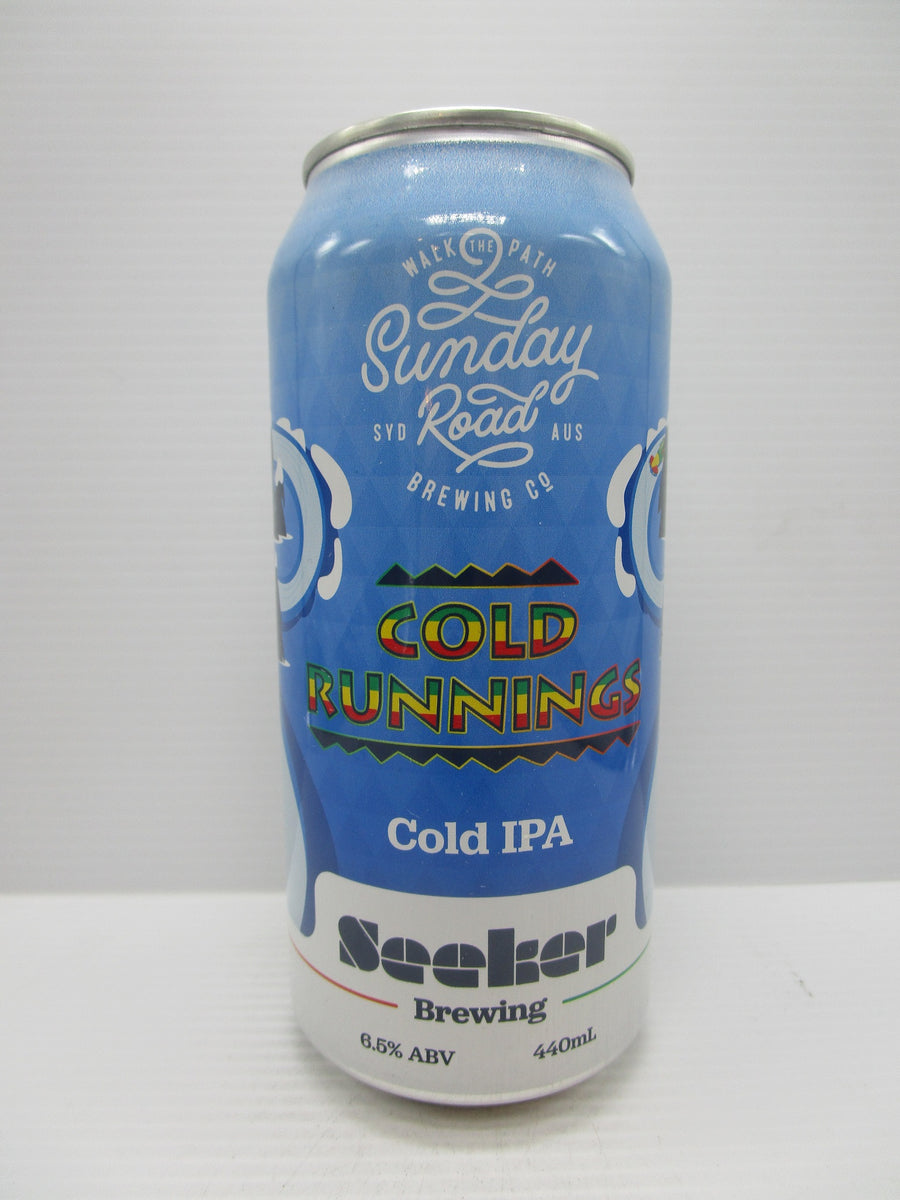 WALK THE PATH
Sunday
Road
SYD AUS
BREWING Cº
COLD
RUNNINGS
Cold IPA
Seeker
Brewing
6.5% ABV 440mL